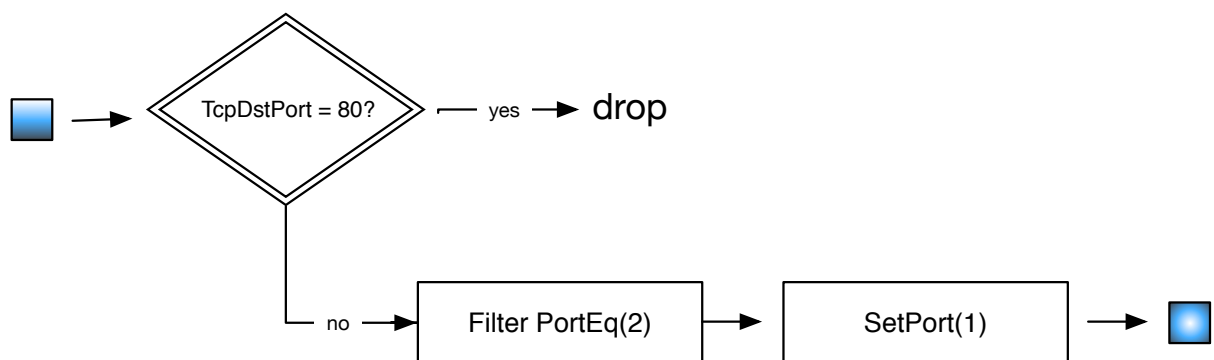 TcpDstPort = 80?
yes
drop
no
Filter PortEq(2)
SetPort(1)